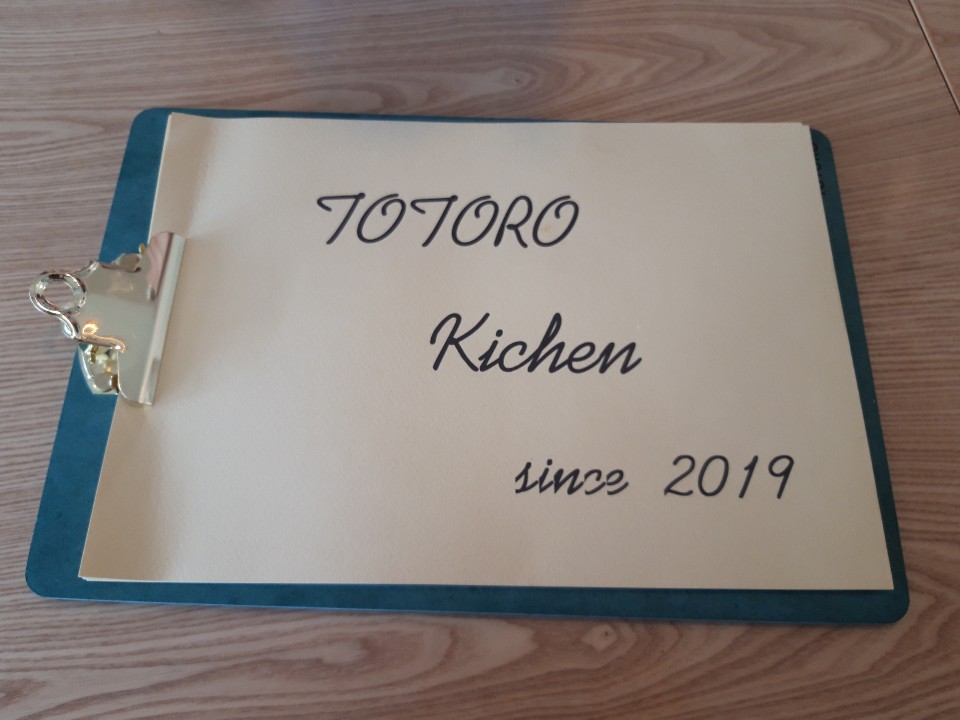 TOTORO
Kichen
since 2019